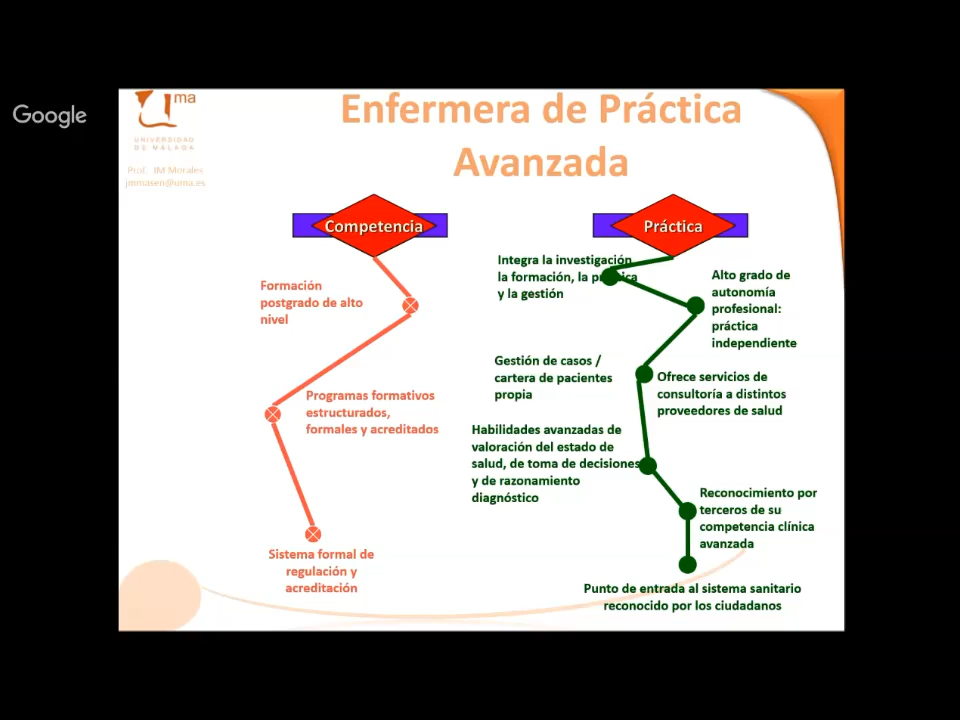 Google
uma
UNIVERSIDAD
DE MALAGA
Prof. JM Morales
jmmasen@uma.es
Enfermera de Práctica
Avanzada
Competencia
Formación
postgrado de alto
nivel
Programas formativos
estructurados,
formales y acreditados
Sistema formal de
regulación y
acreditación
Práctica
Integra la investigación,
la formación, la práctica
y la gestión
Alto grado de
autonomía
profesional:
práctica
independiente
Gestión de casos /
cartera de pacientes
propia
Ofrece servicios de
consultoría a distintos
proveedores de salud
Habilidades avanzadas de
valoración del estado de
salud, de toma de decisiones
y de razonamiento
diagnóstico
Reconocimiento por
terceros de su
competencia clínica
avanzada
Punto de entrada al sistema sanitario
reconocido por los ciudadanos